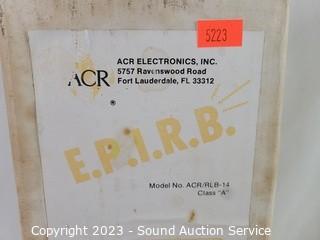 5223
ACR ELECTRONICS, INC.
5757 Ravenswood Road
Fort Lauderdale, FL 33312
ACR
®
E.P.I.R.B.
Model No. ACR/RLB-14
Class "A"
Copyright © 2023 - Sound Auction Service